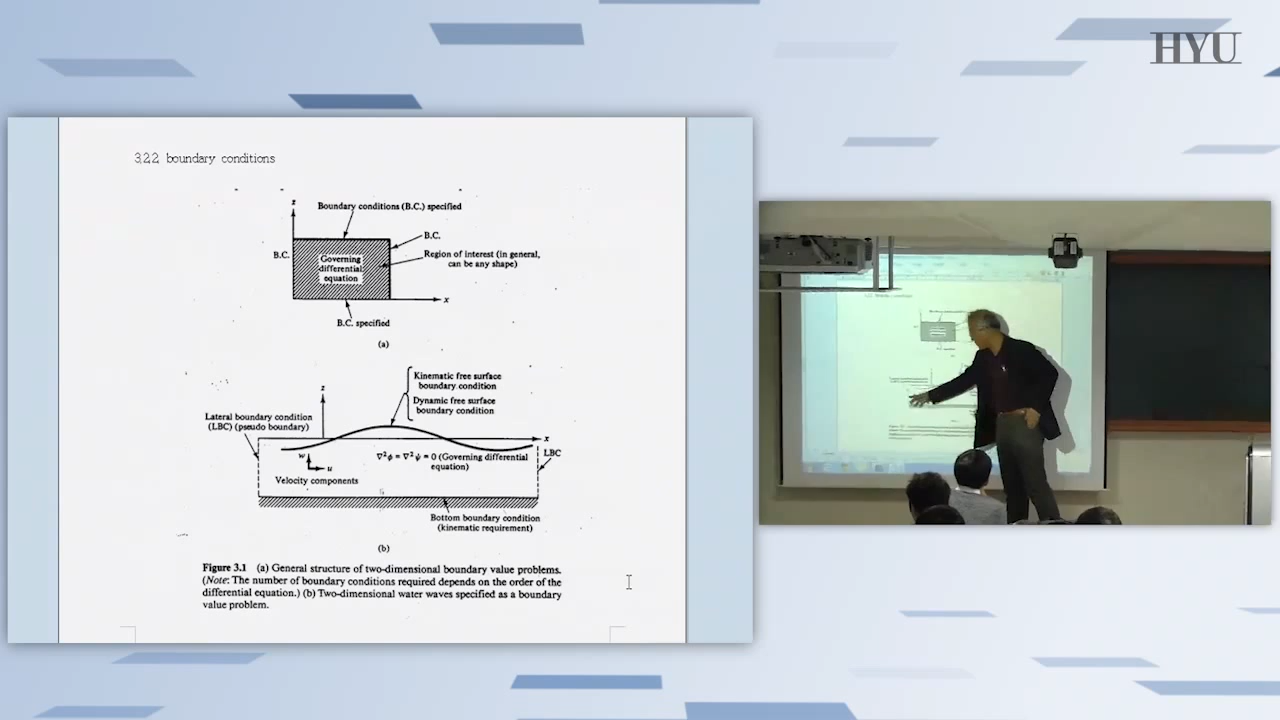 HYU
3.2.2 boundary conditions
z
Boundary conditions (B.C.) specified
B.C.
B.C.
Region of interest (in general,
can be any shape)
Governing
differential
equation
x
B.C. specified
(a)
Kinematic free surface
boundary condition
Dynamic free surface
boundary condition
z
Lateral boundary condition
(LBC) (pseudo boundary)
x
LBC
w
u
∇²φ = ∇²ψ = 0 (Governing differential
equation)
Velocity components
Bottom boundary condition
(kinematic requirement)
(b)
Figure 3.1 (a) General structure of two-dimensional boundary value problems.
(Note: The number of boundary conditions required depends on the order of the
differential equation.) (b) Two-dimensional water waves specified as a boundary
value problem.